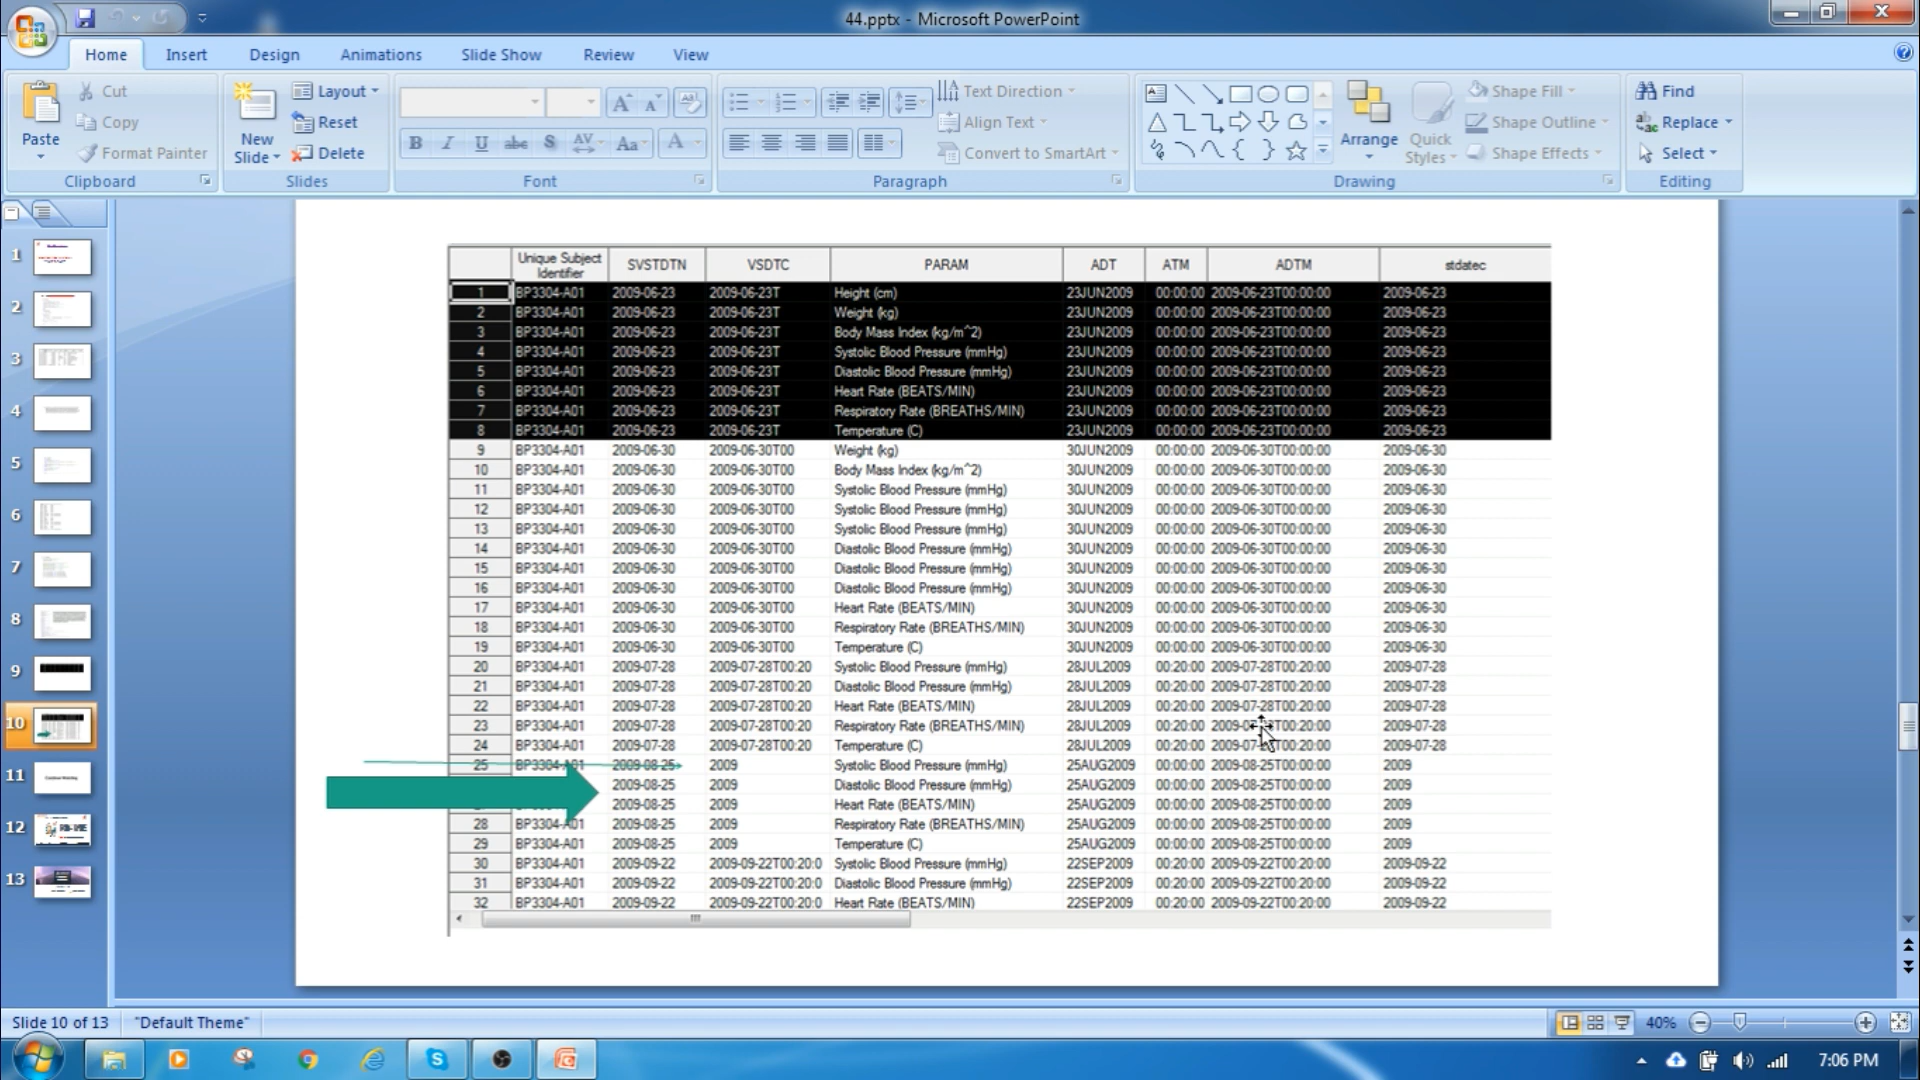 44.pptx - Microsoft PowerPoint
Home Insert Design Animations Slide Show Review View
Paste Cut Copy Format Painter Clipboard
New Slide Layout Reset Delete Slides
B I U abc S AV Aa A Font
Text Direction Align Text Convert to SmartArt Paragraph
Arrange Quick Styles Shape Fill Shape Outline Shape Effects Drawing
Find Replace Select Editing
1
2
3
4
5
6
7
8
9
10
11
12
13
Unique Subject Identifier SVSTDTN VSDTC PARAM ADT ATM ADTM stdatec
1 BP3304-A01 2009-06-23 2009-06-23T Height (cm) 23JUN2009 00:00:00 2009-06-23T00:00:00 2009-06-23
2 BP3304-A01 2009-06-23 2009-06-23T Weight (kg) 23JUN2009 00:00:00 2009-06-23T00:00:00 2009-06-23
3 BP3304-A01 2009-06-23 2009-06-23T Body Mass Index (kg/m^2) 23JUN2009 00:00:00 2009-06-23T00:00:00 2009-06-23
4 BP3304-A01 2009-06-23 2009-06-23T Systolic Blood Pressure (mmHg) 23JUN2009 00:00:00 2009-06-23T00:00:00 2009-06-23
5 BP3304-A01 2009-06-23 2009-06-23T Diastolic Blood Pressure (mmHg) 23JUN2009 00:00:00 2009-06-23T00:00:00 2009-06-23
6 BP3304-A01 2009-06-23 2009-06-23T Heart Rate (BEATS/MIN) 23JUN2009 00:00:00 2009-06-23T00:00:00 2009-06-23
7 BP3304-A01 2009-06-23 2009-06-23T Respiratory Rate (BREATHS/MIN) 23JUN2009 00:00:00 2009-06-23T00:00:00 2009-06-23
8 BP3304-A01 2009-06-23 2009-06-23T Temperature (C) 23JUN2009 00:00:00 2009-06-23T00:00:00 2009-06-23
9 BP3304-A01 2009-06-30 2009-06-30T00 Weight (kg) 30JUN2009 00:00:00 2009-06-30T00:00:00 2009-06-30
10 BP3304-A01 2009-06-30 2009-06-30T00 Body Mass Index (kg/m^2) 30JUN2009 00:00:00 2009-06-30T00:00:00 2009-06-30
11 BP3304-A01 2009-06-30 2009-06-30T00 Systolic Blood Pressure (mmHg) 30JUN2009 00:00:00 2009-06-30T00:00:00 2009-06-30
12 BP3304-A01 2009-06-30 2009-06-30T00 Systolic Blood Pressure (mmHg) 30JUN2009 00:00:00 2009-06-30T00:00:00 2009-06-30
13 BP3304-A01 2009-06-30 2009-06-30T00 Systolic Blood Pressure (mmHg) 30JUN2009 00:00:00 2009-06-30T00:00:00 2009-06-30
14 BP3304-A01 2009-06-30 2009-06-30T00 Diastolic Blood Pressure (mmHg) 30JUN2009 00:00:00 2009-06-30T00:00:00 2009-06-30
15 BP3304-A01 2009-06-30 2009-06-30T00 Diastolic Blood Pressure (mmHg) 30JUN2009 00:00:00 2009-06-30T00:00:00 2009-06-30
16 BP3304-A01 2009-06-30 2009-06-30T00 Diastolic Blood Pressure (mmHg) 30JUN2009 00:00:00 2009-06-30T00:00:00 2009-06-30
17 BP3304-A01 2009-06-30 2009-06-30T00 Heart Rate (BEATS/MIN) 30JUN2009 00:00:00 2009-06-30T00:00:00 2009-06-30
18 BP3304-A01 2009-06-30 2009-06-30T00 Respiratory Rate (BREATHS/MIN) 30JUN2009 00:00:00 2009-06-30T00:00:00 2009-06-30
19 BP3304-A01 2009-06-30 2009-06-30T00 Temperature (C) 30JUN2009 00:00:00 2009-06-30T00:00:00 2009-06-30
20 BP3304-A01 2009-07-28 2009-07-28T00:20 Systolic Blood Pressure (mmHg) 28JUL2009 00:20:00 2009-07-28T00:20:00 2009-07-28
21 BP3304-A01 2009-07-28 2009-07-28T00:20 Diastolic Blood Pressure (mmHg) 28JUL2009 00:20:00 2009-07-28T00:20:00 2009-07-28
22 BP3304-A01 2009-07-28 2009-07-28T00:20 Heart Rate (BEATS/MIN) 28JUL2009 00:20:00 2009-07-28T00:20:00 2009-07-28
23 BP3304-A01 2009-07-28 2009-07-28T00:20 Respiratory Rate (BREATHS/MIN) 28JUL2009 00:20:00 2009-07-28
24 BP3304-A01 2009-07-28 2009-07-28T00:20 Temperature (C) 28JUL2009 00:20:00 2009-07-28
25 BP3304-A01 2009-08-25 2009 Systolic Blood Pressure (mmHg) 25AUG2009 00:00:00 2009-08-25T00:00:00 2009
2009-08-25 2009 Diastolic Blood Pressure (mmHg) 25AUG2009 00:00:00 2009-08-25T00:00:00 2009
2009-08-25 2009 Heart Rate (BEATS/MIN) 25AUG2009 00:00:00 2009-08-25T00:00:00 2009
28 BP3304-A01 2009-08-25 2009 Respiratory Rate (BREATHS/MIN) 25AUG2009 00:00:00 2009-08-25T00:00:00 2009
29 BP3304-A01 2009-08-25 2009 Temperature (C) 25AUG2009 00:00:00 2009-08-25T00:00:00 2009
30 BP3304-A01 2009-09-22 2009-09-22T00:20:0 Systolic Blood Pressure (mmHg) 22SEP2009 00:20:00 2009-09-22T00:20:00 2009-09-22
31 BP3304-A01 2009-09-22 2009-09-22T00:20:0 Diastolic Blood Pressure (mmHg) 22SEP2009 00:20:00 2009-09-22T00:20:00 2009-09-22
32 BP3304-A01 2009-09-22 2009-09-22T00:20:0 Heart Rate (BEATS/MIN) 22SEP2009 00:20:00 2009-09-22T00:20:00 2009-09-22
Slide 10 of 13 "Default Theme" 40%
7:06 PM